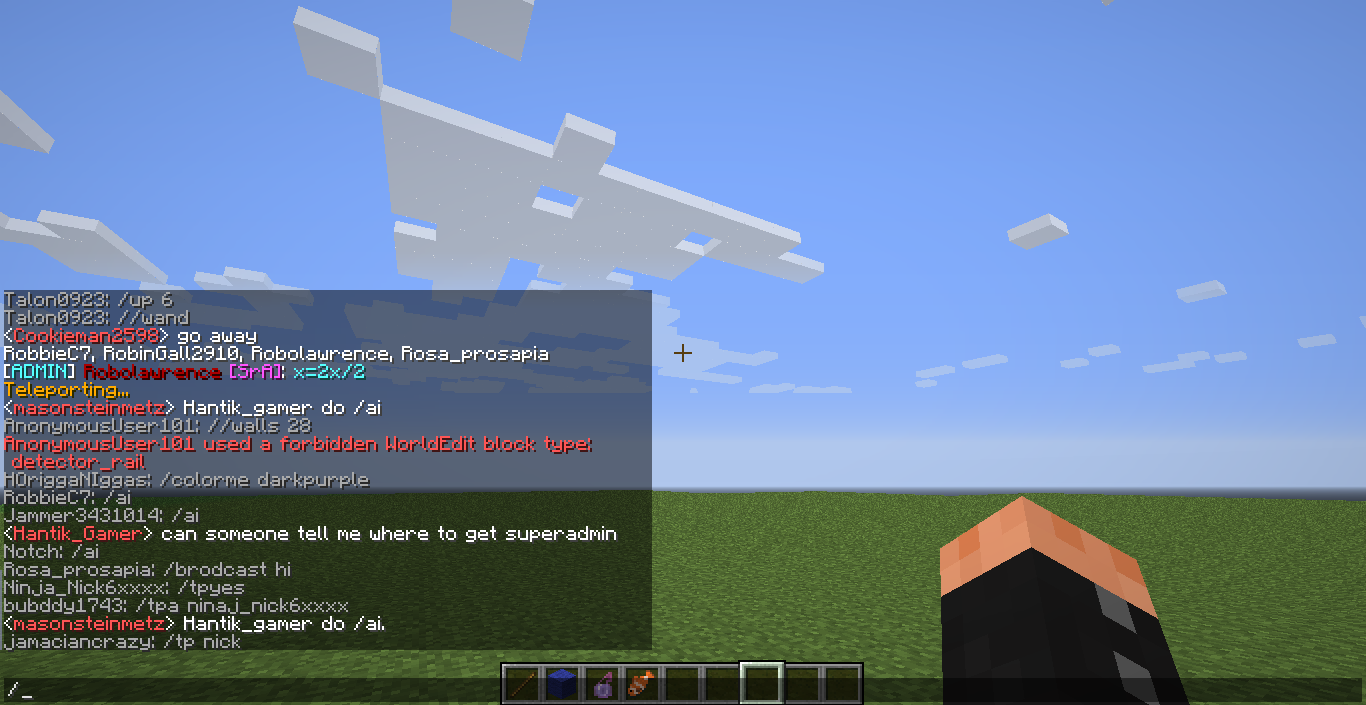 Talon0923: /up 6
Talon0923: //wand
<Cookieman2598> go away
RobbieC7, RobinGall2910, Robolawrence, Rosa_prosapia
[ADMIN] Robolawrence [SrA]: x=2x/2
Teleporting...
<masonsteinmetz> Hantik_gamer do /ai
AnonymousUser101: //walls 28
AnonymousUser101 used a forbidden WorldEdit block type:
detector_rail
HOriggaNIggas: /colorme darkpurple
RobbieC7: /ai
Jammer3431014: /ai
<Hantik_Gamer> can someone tell me where to get superadmin
Notch: /ai
Rosa_prosapia: /brodcast hi
Ninja_Nick6xxxx: /tpyes
bubddy1743: /tpa ninaj_nick6xxxx
<masonsteinmetz> Hantik_gamer do /ai.
jamaciancrazy: /tp nick
/_